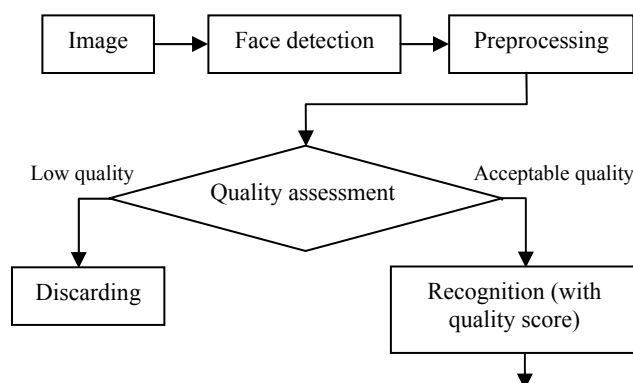 Image
Face detection
Preprocessing
Low quality
Quality assessment
Acceptable quality
Discarding
Recognition (with
quality score)